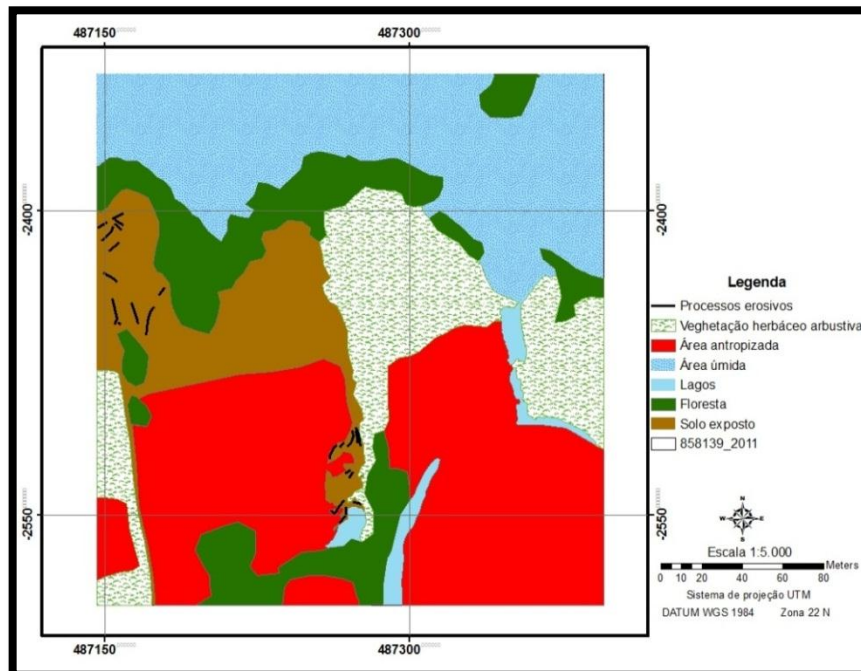 487150 487300
-2400 -2400
Legenda
Processos erosivos
Veghetação herbáceo arbustiva
Área antropizada
Área úmida
Lagos
Floresta
Solo exposto
858139_2011
-2550 -2550
N
W E
S
Escala 1:5.000
Meters
0 10 20 40 60 80
Sistema de projeção UTM
DATUM WGS 1984 Zona 22 N
487150 487300